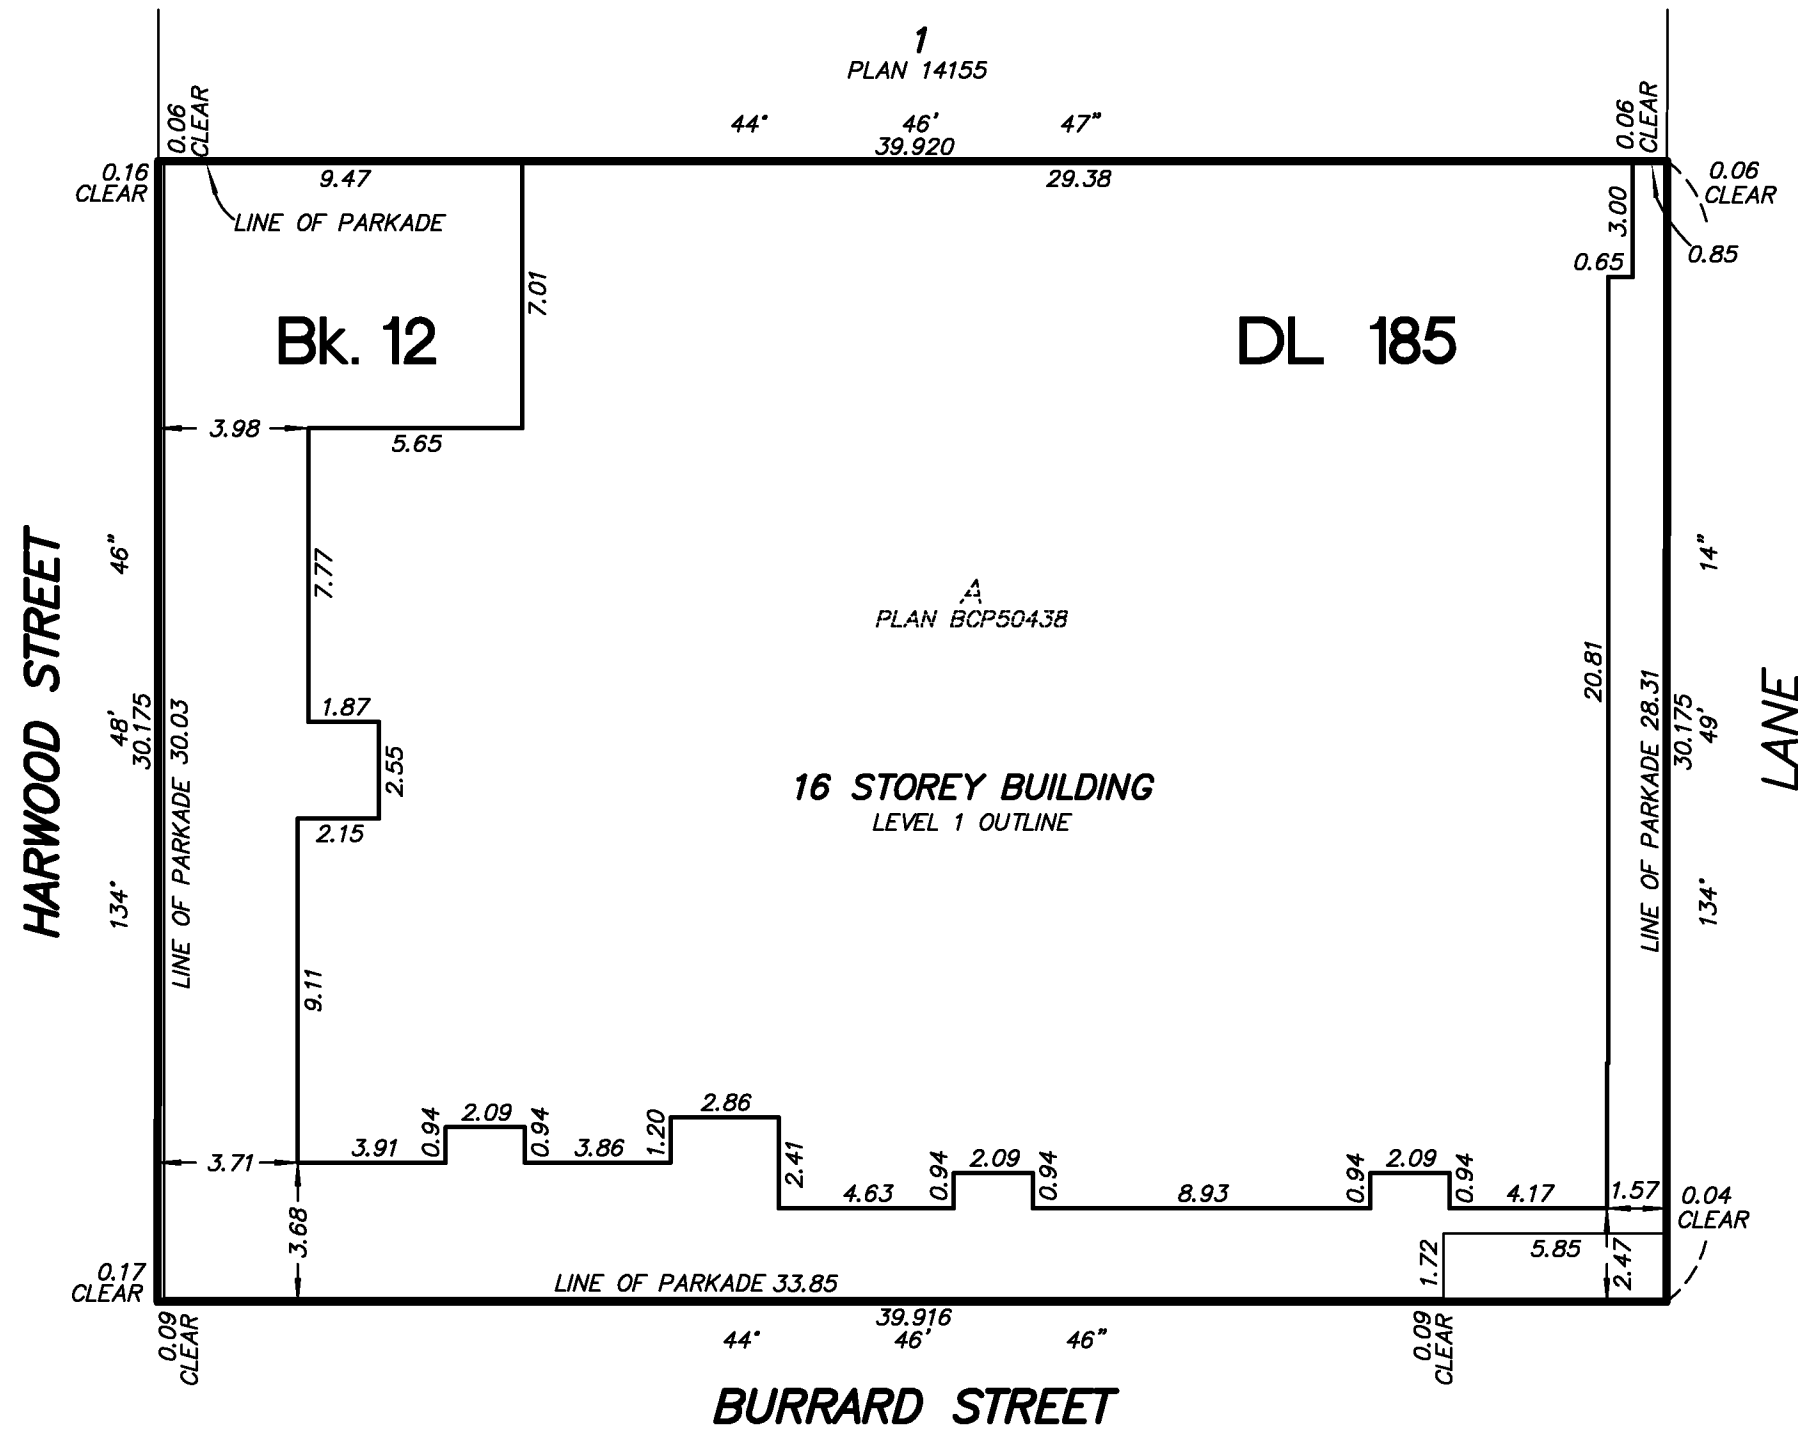 1
PLAN 14155
44° 46' 47"
39.920
0.06
CLEAR
0.06
CLEAR
0.16
CLEAR
9.47
29.38
0.06
CLEAR
LINE OF PARKADE
3.00
0.85
0.65
7.01
Bk. 12
DL 185
3.98
5.65
HARWOOD STREET
134° 48' 46"
30.175
LINE OF PARKADE 30.03
7.77
1.87
2.55
2.15
9.11
A
PLAN BCP50438
16 STOREY BUILDING
LEVEL 1 OUTLINE
20.81
LINE OF PARKADE 28.31
30.175
134° 49' 14"
LANE
3.71
3.91
0.94
2.09
0.94
3.86
1.20
2.86
2.41
4.63
0.94
2.09
0.94
8.93
0.94
2.09
0.94
4.17
1.57
0.04
CLEAR
3.68
1.72
5.85
2.47
0.17
CLEAR
LINE OF PARKADE 33.85
0.09
CLEAR
39.916
44° 46' 46"
0.09
CLEAR
BURRARD STREET